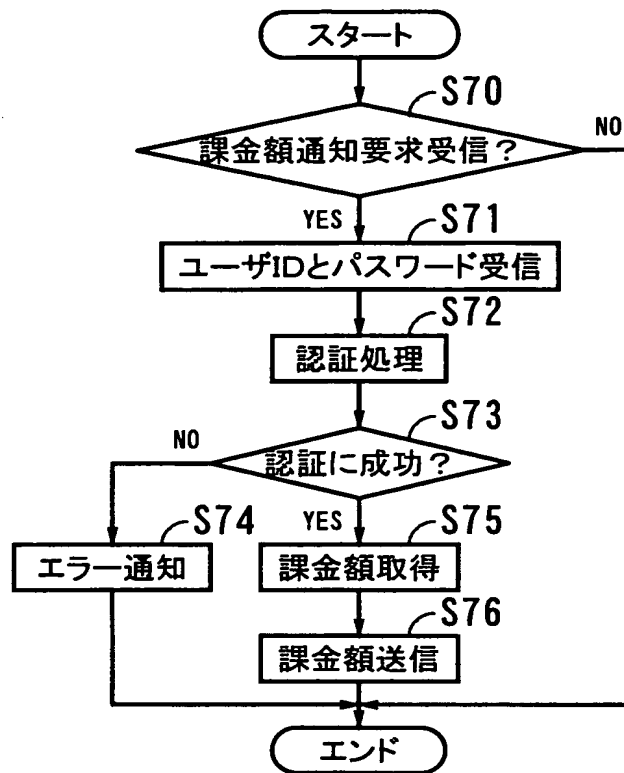 スタート
S70
課金額通知要求受信？
NO
YES
S71
ユーザIDとパスワード受信
S72
認証処理
S73
NO
認証に成功？
S74
YES
S75
エラー通知
課金額取得
S76
課金額送信
エンド